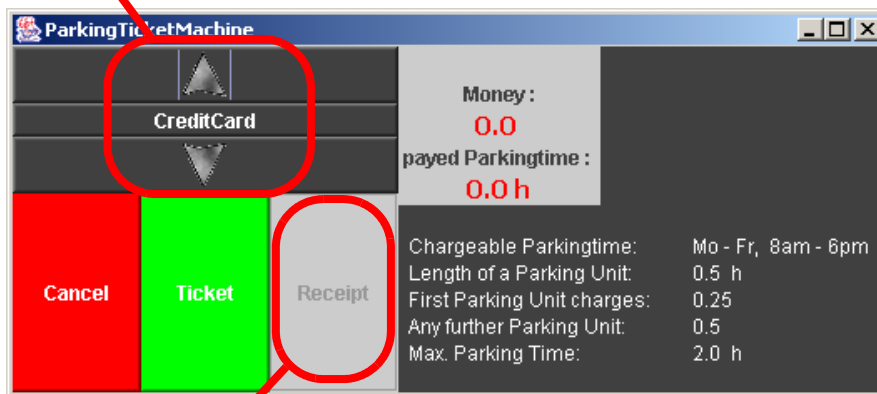 ParkingTicketMachine
CreditCard
Money :
0.0
payed Parkingtime :
0.0 h
Cancel
Ticket
Receipt
Chargeable Parkingtime: Mo - Fr, 8am - 6pm
Length of a Parking Unit: 0.5 h
First Parking Unit charges: 0.25
Any further Parking Unit: 0.5
Max. Parking Time: 2.0 h